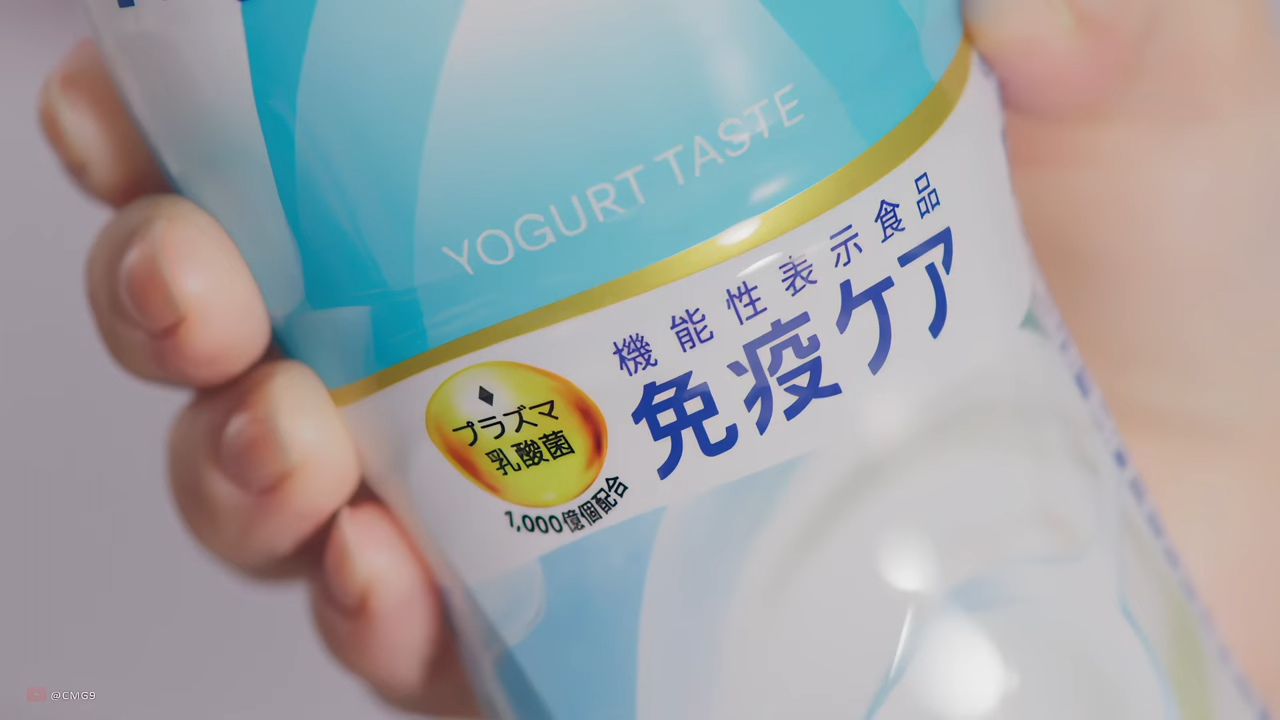 YOGURT TASTE
機能性表示食品
免疫ケア
プラズマ
乳酸菌
1,000億個配合
@CMG9